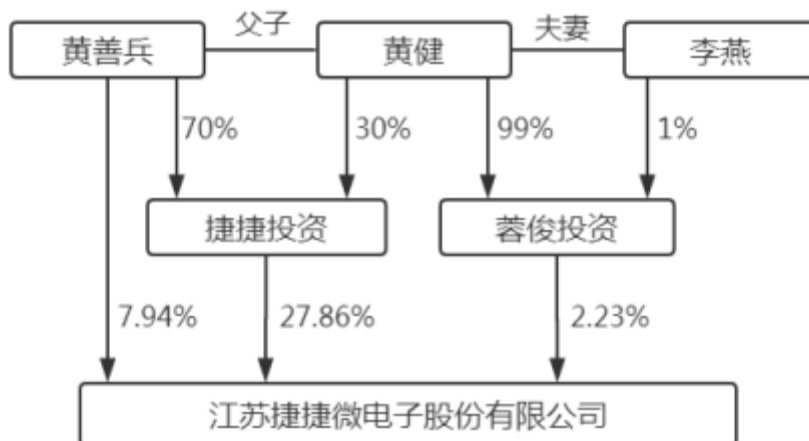 父子
夫妻
黄善兵
黄健
李燕
70%
30%
99%
1%
捷捷投资
蓉俊投资
7.94%
27.86%
2.23%
江苏捷捷微电子股份有限公司